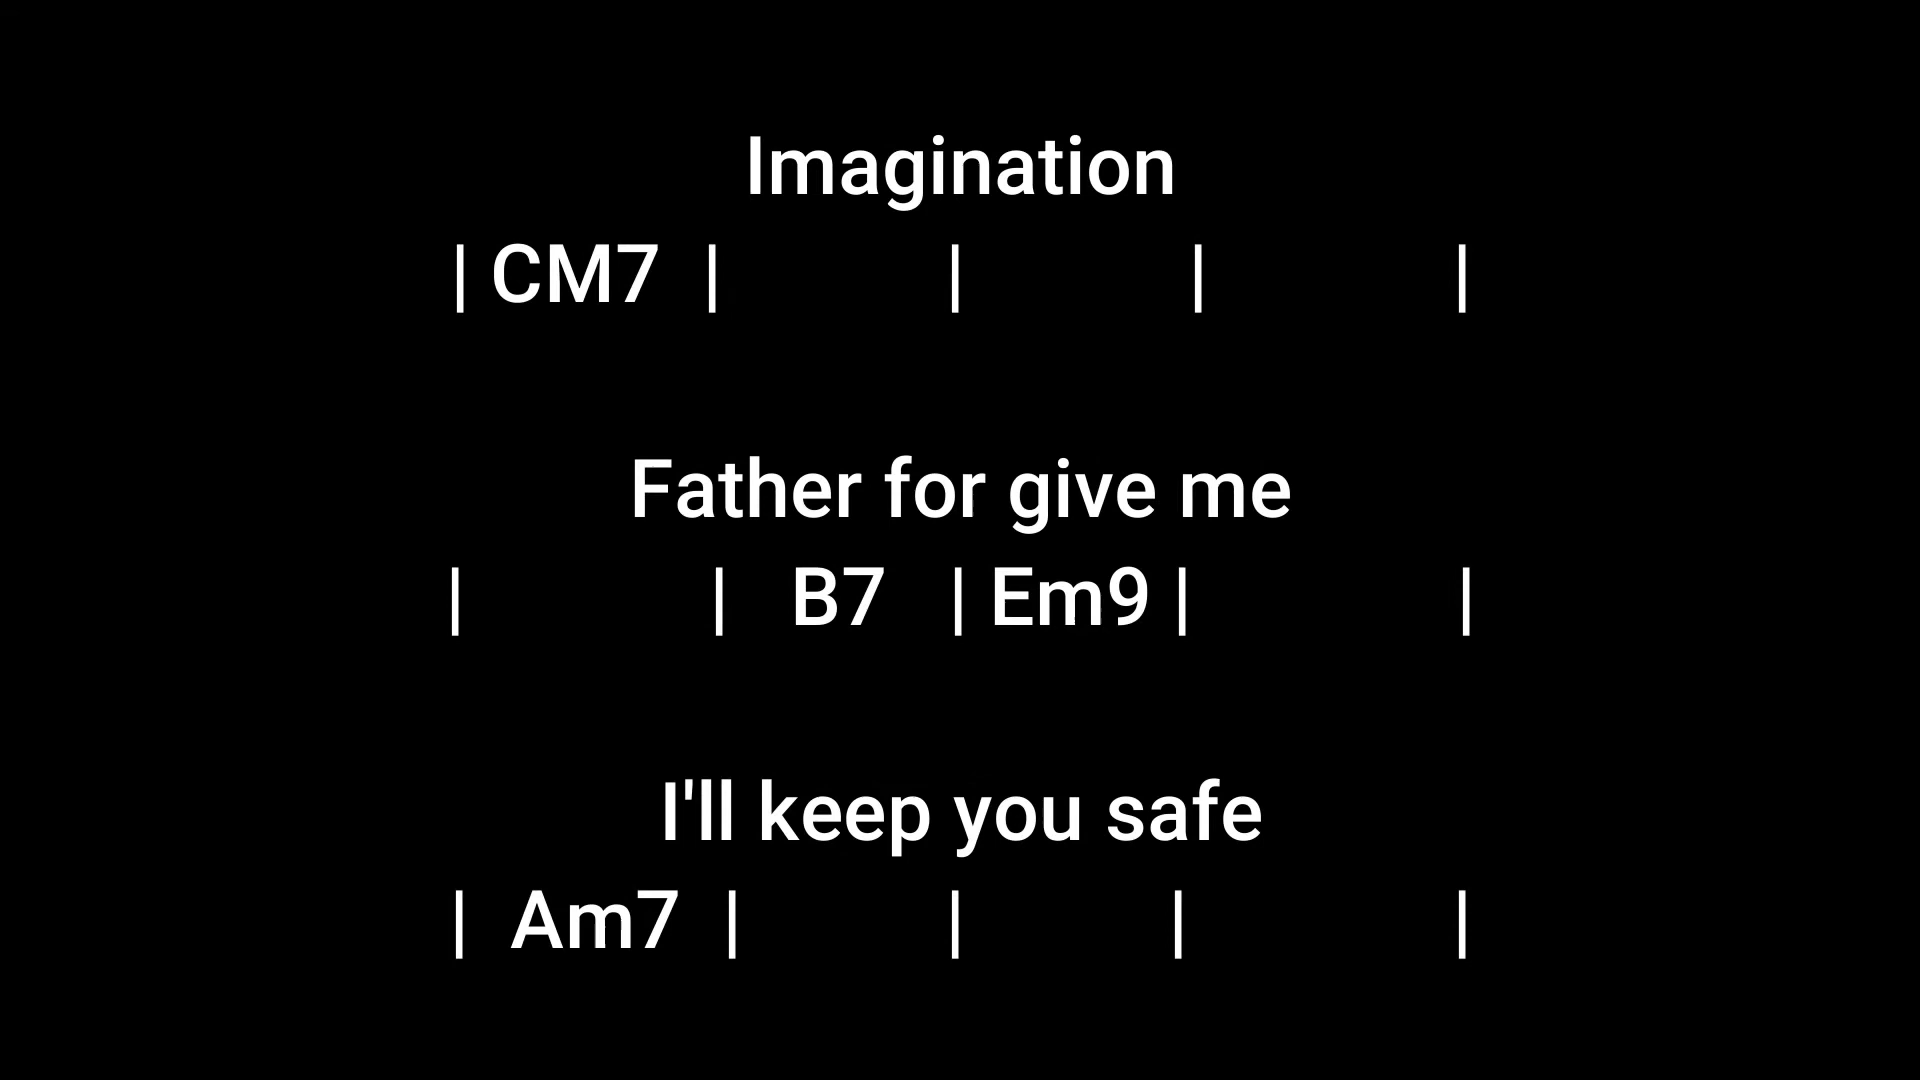 Imagination
| CM7 | | | |
Father for give me
| | B7 | Em9 | |
I'll keep you safe
| Am7 | | | |